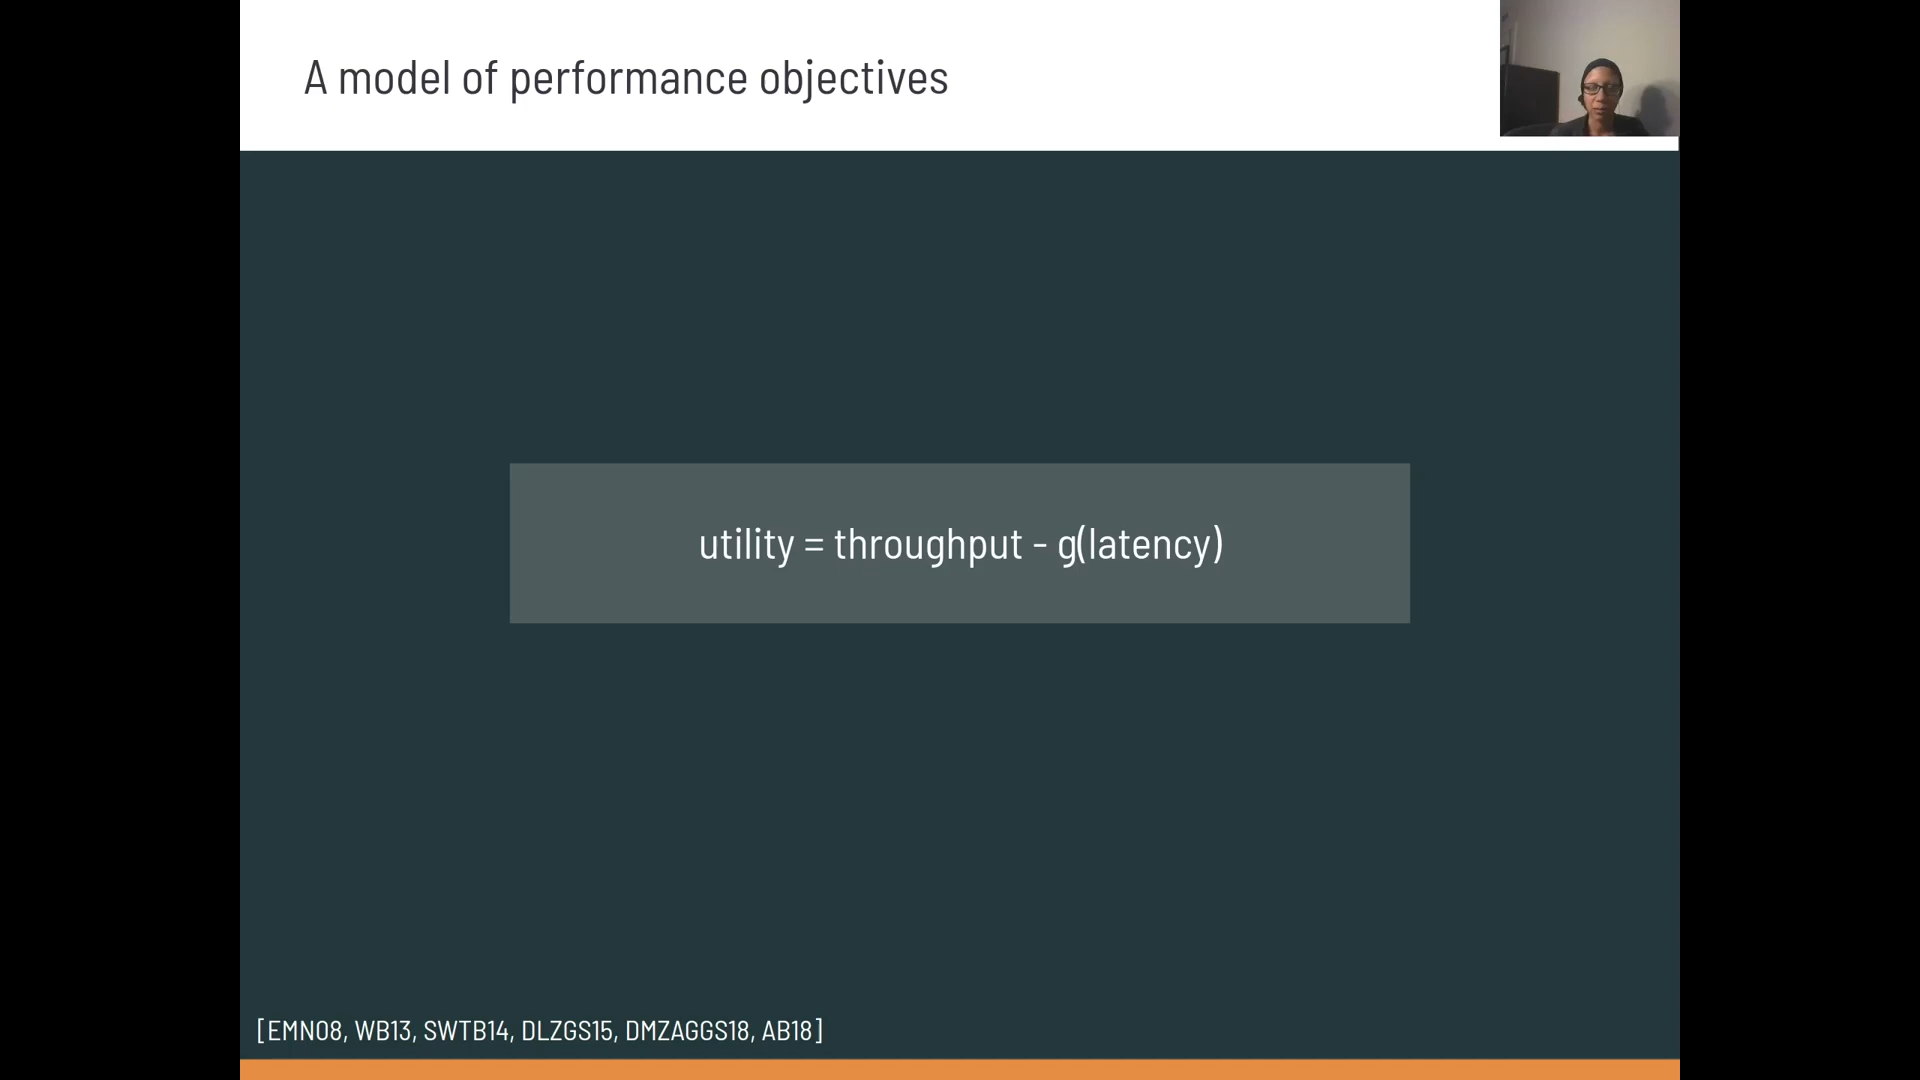 A model of performance objectives
utility = throughput - g(latency)
[EMN08, WB13, SWTB14, DLZGS15, DMZAGGS18, AB18]